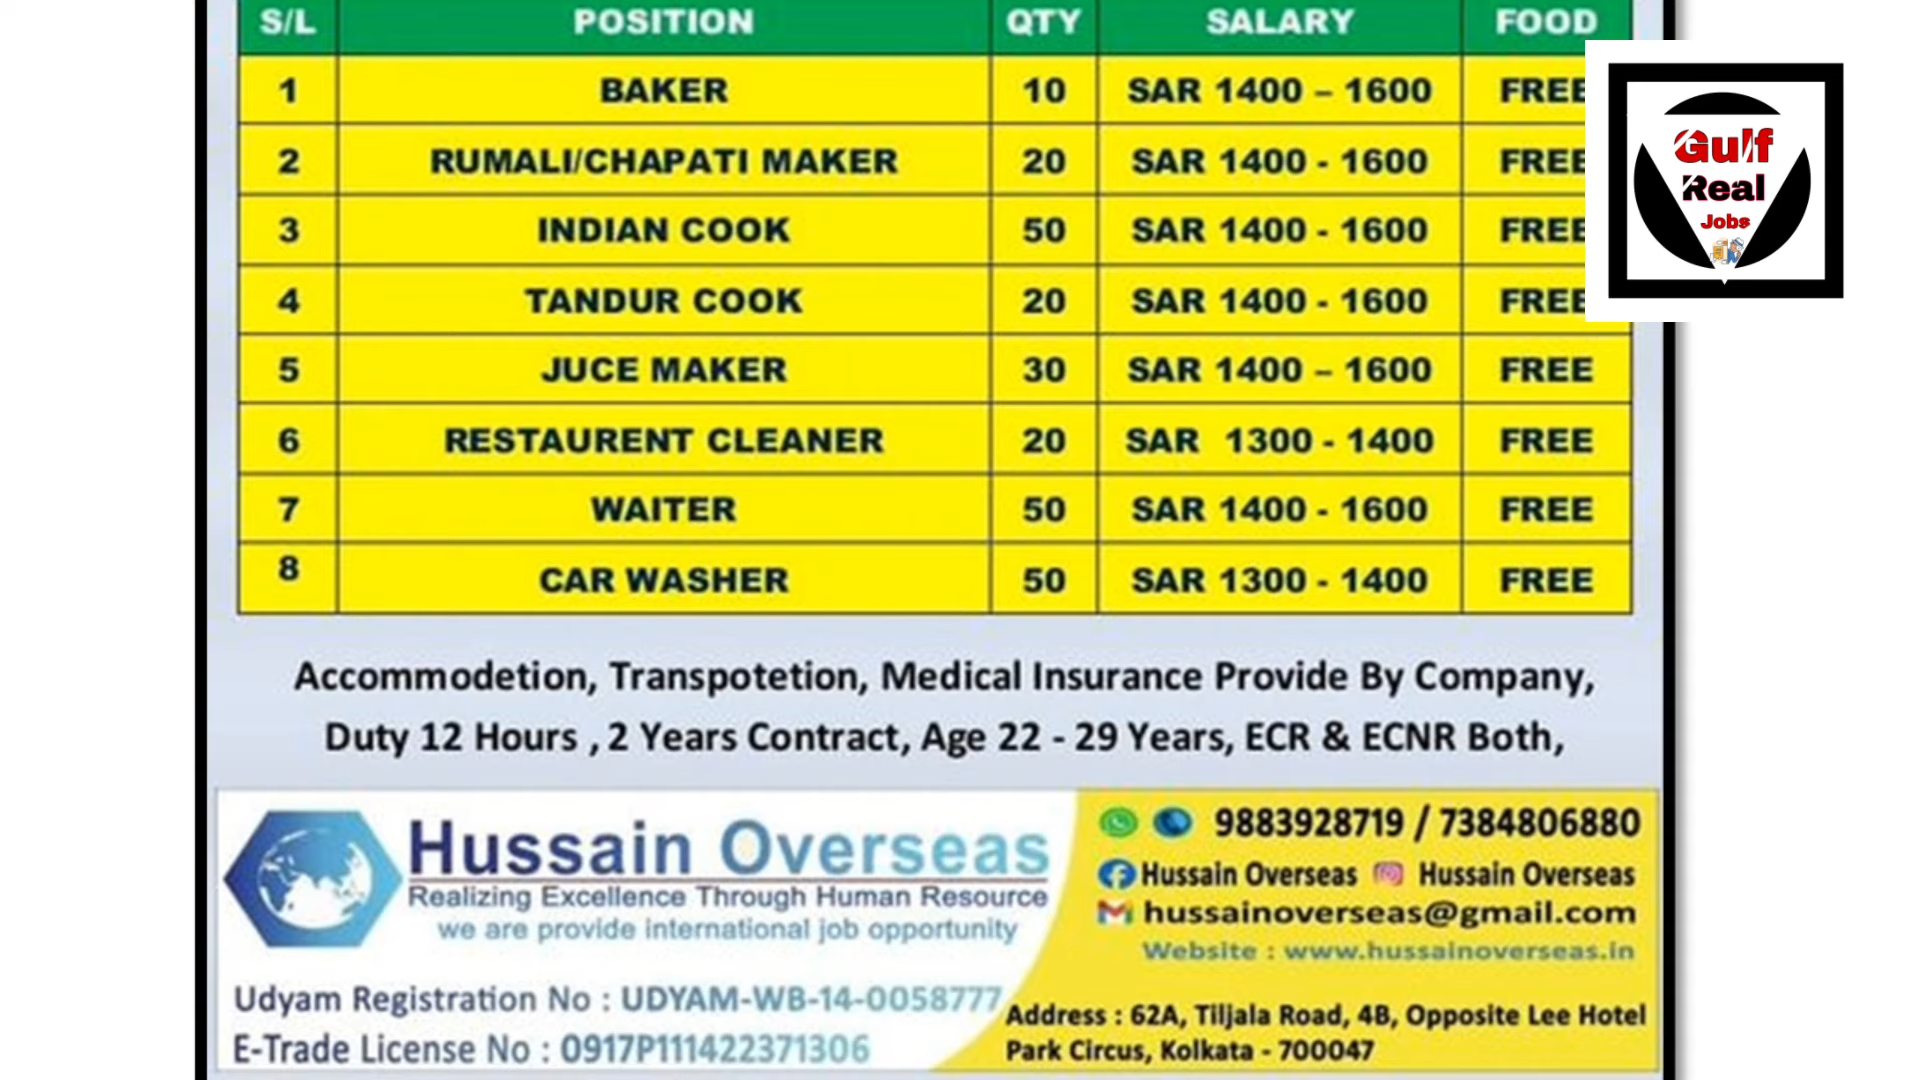 S/L POSITION QTY SALARY FOOD
1 BAKER 10 SAR 1400 – 1600 FREE
2 RUMALI/CHAPATI MAKER 20 SAR 1400 - 1600 FREE
3 INDIAN COOK 50 SAR 1400 - 1600 FREE
4 TANDUR COOK 20 SAR 1400 - 1600 FREE
5 JUCE MAKER 30 SAR 1400 – 1600 FREE
6 RESTAURENT CLEANER 20 SAR 1300 - 1400 FREE
7 WAITER 50 SAR 1400 - 1600 FREE
8 CAR WASHER 50 SAR 1300 - 1400 FREE
Gulf
Real
Jobs
Accommodetion, Transpotetion, Medical Insurance Provide By Company,
Duty 12 Hours , 2 Years Contract, Age 22 - 29 Years, ECR & ECNR Both,
Hussain Overseas
Realizing Excellence Through Human Resource
we are provide international job opportunity
Udyam Registration No : UDYAM-WB-14-0058777
E-Trade License No : 0917P111422371306
9883928719 / 7384806880
Hussain Overseas Hussain Overseas
hussainoverseas@gmail.com
Website : www.hussainoverseas.in
Address : 62A, Tiljala Road, 4B, Opposite Lee Hotel
Park Circus, Kolkata - 700047